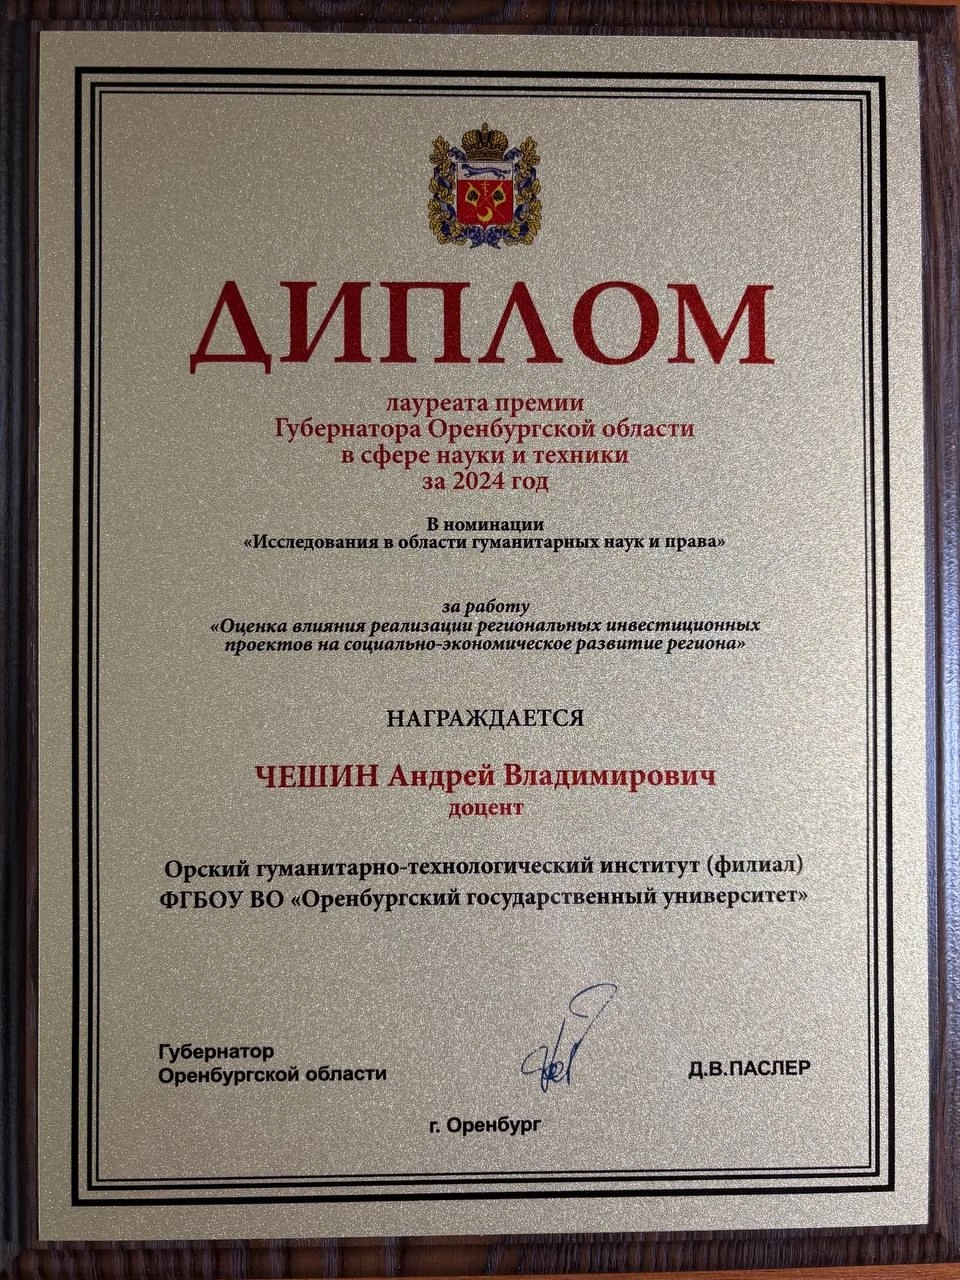 ДИПЛОМ
лауреата премии
Губернатора Оренбургской области
в сфере науки и техники
за 2024 год
В номинации
«Исследования в области гуманитарных наук и права»
за работу
«Оценка влияния реализации региональных инвестиционных
проектов на социально-экономическое развитие региона»
НАГРАЖДАЕТСЯ
ЧЕШИН Андрей Владимирович
доцент
Орский гуманитарно-технологический институт (филиал)
ФГБОУ ВО «Оренбургский государственный университет»
Губернатор
Оренбургской области
Д.В.ПАСЛЕР
г. Оренбург